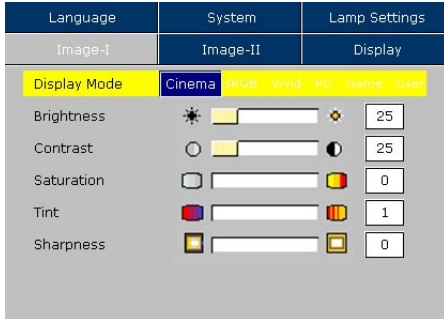 Language System Lamp Settings
Image-I Image-II Display
Display Mode Cinema sRGB Vivid PC Game User
Brightness 25
Contrast 25
Saturation 0
Tint 1
Sharpness 0